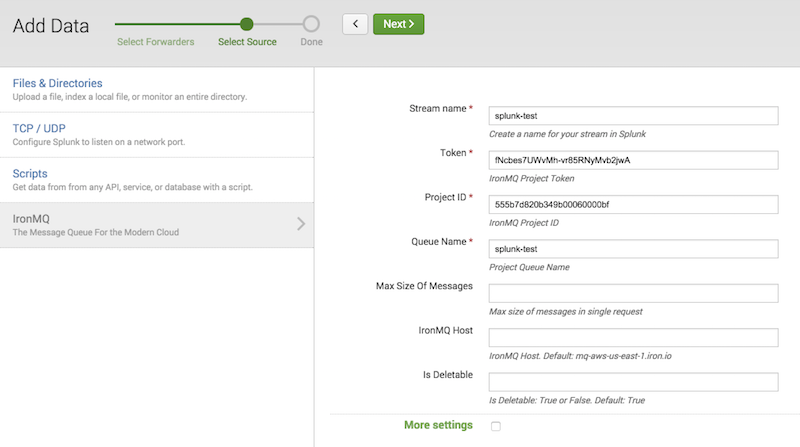 Add Data
Select Forwarders
Select Source
Done
<
Next >
Files & Directories
Upload a file, index a local file, or monitor an entire directory.
TCP / UDP
Configure Splunk to listen on a network port.
Scripts
Get data from from any API, service, or database with a script.
IronMQ
The Message Queue For the Modern Cloud
Stream name *
splunk-test
Create a name for your stream in Splunk
Token *
fNcbes7UWvMh-vr85RNyMvb2jwA
IronMQ Project Token
Project ID *
555b7d820b349b00060000bf
IronMQ Project ID
Queue Name *
splunk-test
Project Queue Name
Max Size Of Messages
Max size of messages in single request
IronMQ Host
IronMQ Host. Default: mq-aws-us-east-1.iron.io
Is Deletable
Is Deletable: True or False. Default: True
More settings